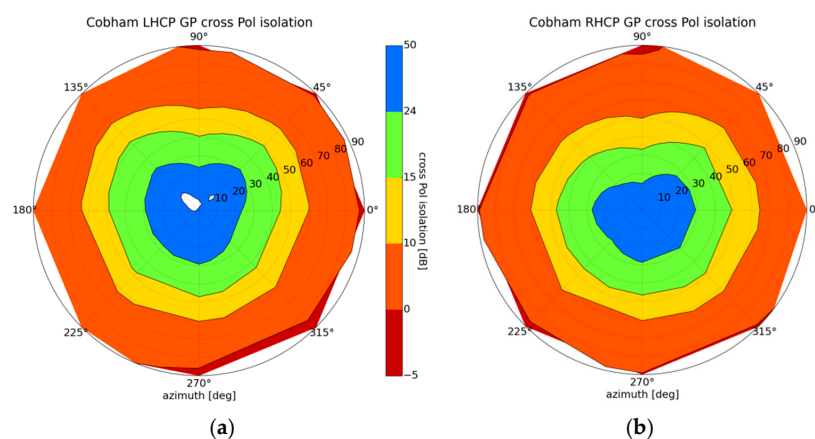 Cobham LHCP GP cross Pol isolation
90°
135°
45°
180°
0°
225°
315°
270°
10 20 30 40 50 60 70 80 90
azimuth [deg]
50
24
15
10
0
−5
cross Pol isolation [dB]
Cobham RHCP GP cross Pol isolation
90°
135°
45°
180°
0
225°
315°
270°
10 20 30 40 50 60 70 80 90
azimuth [deg]
(a)
(b)